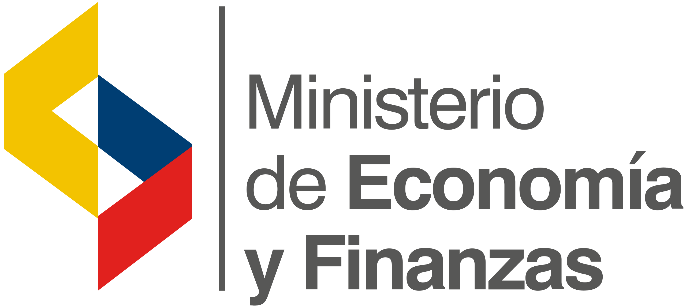 Ministerio
de Economía
y Finanzas